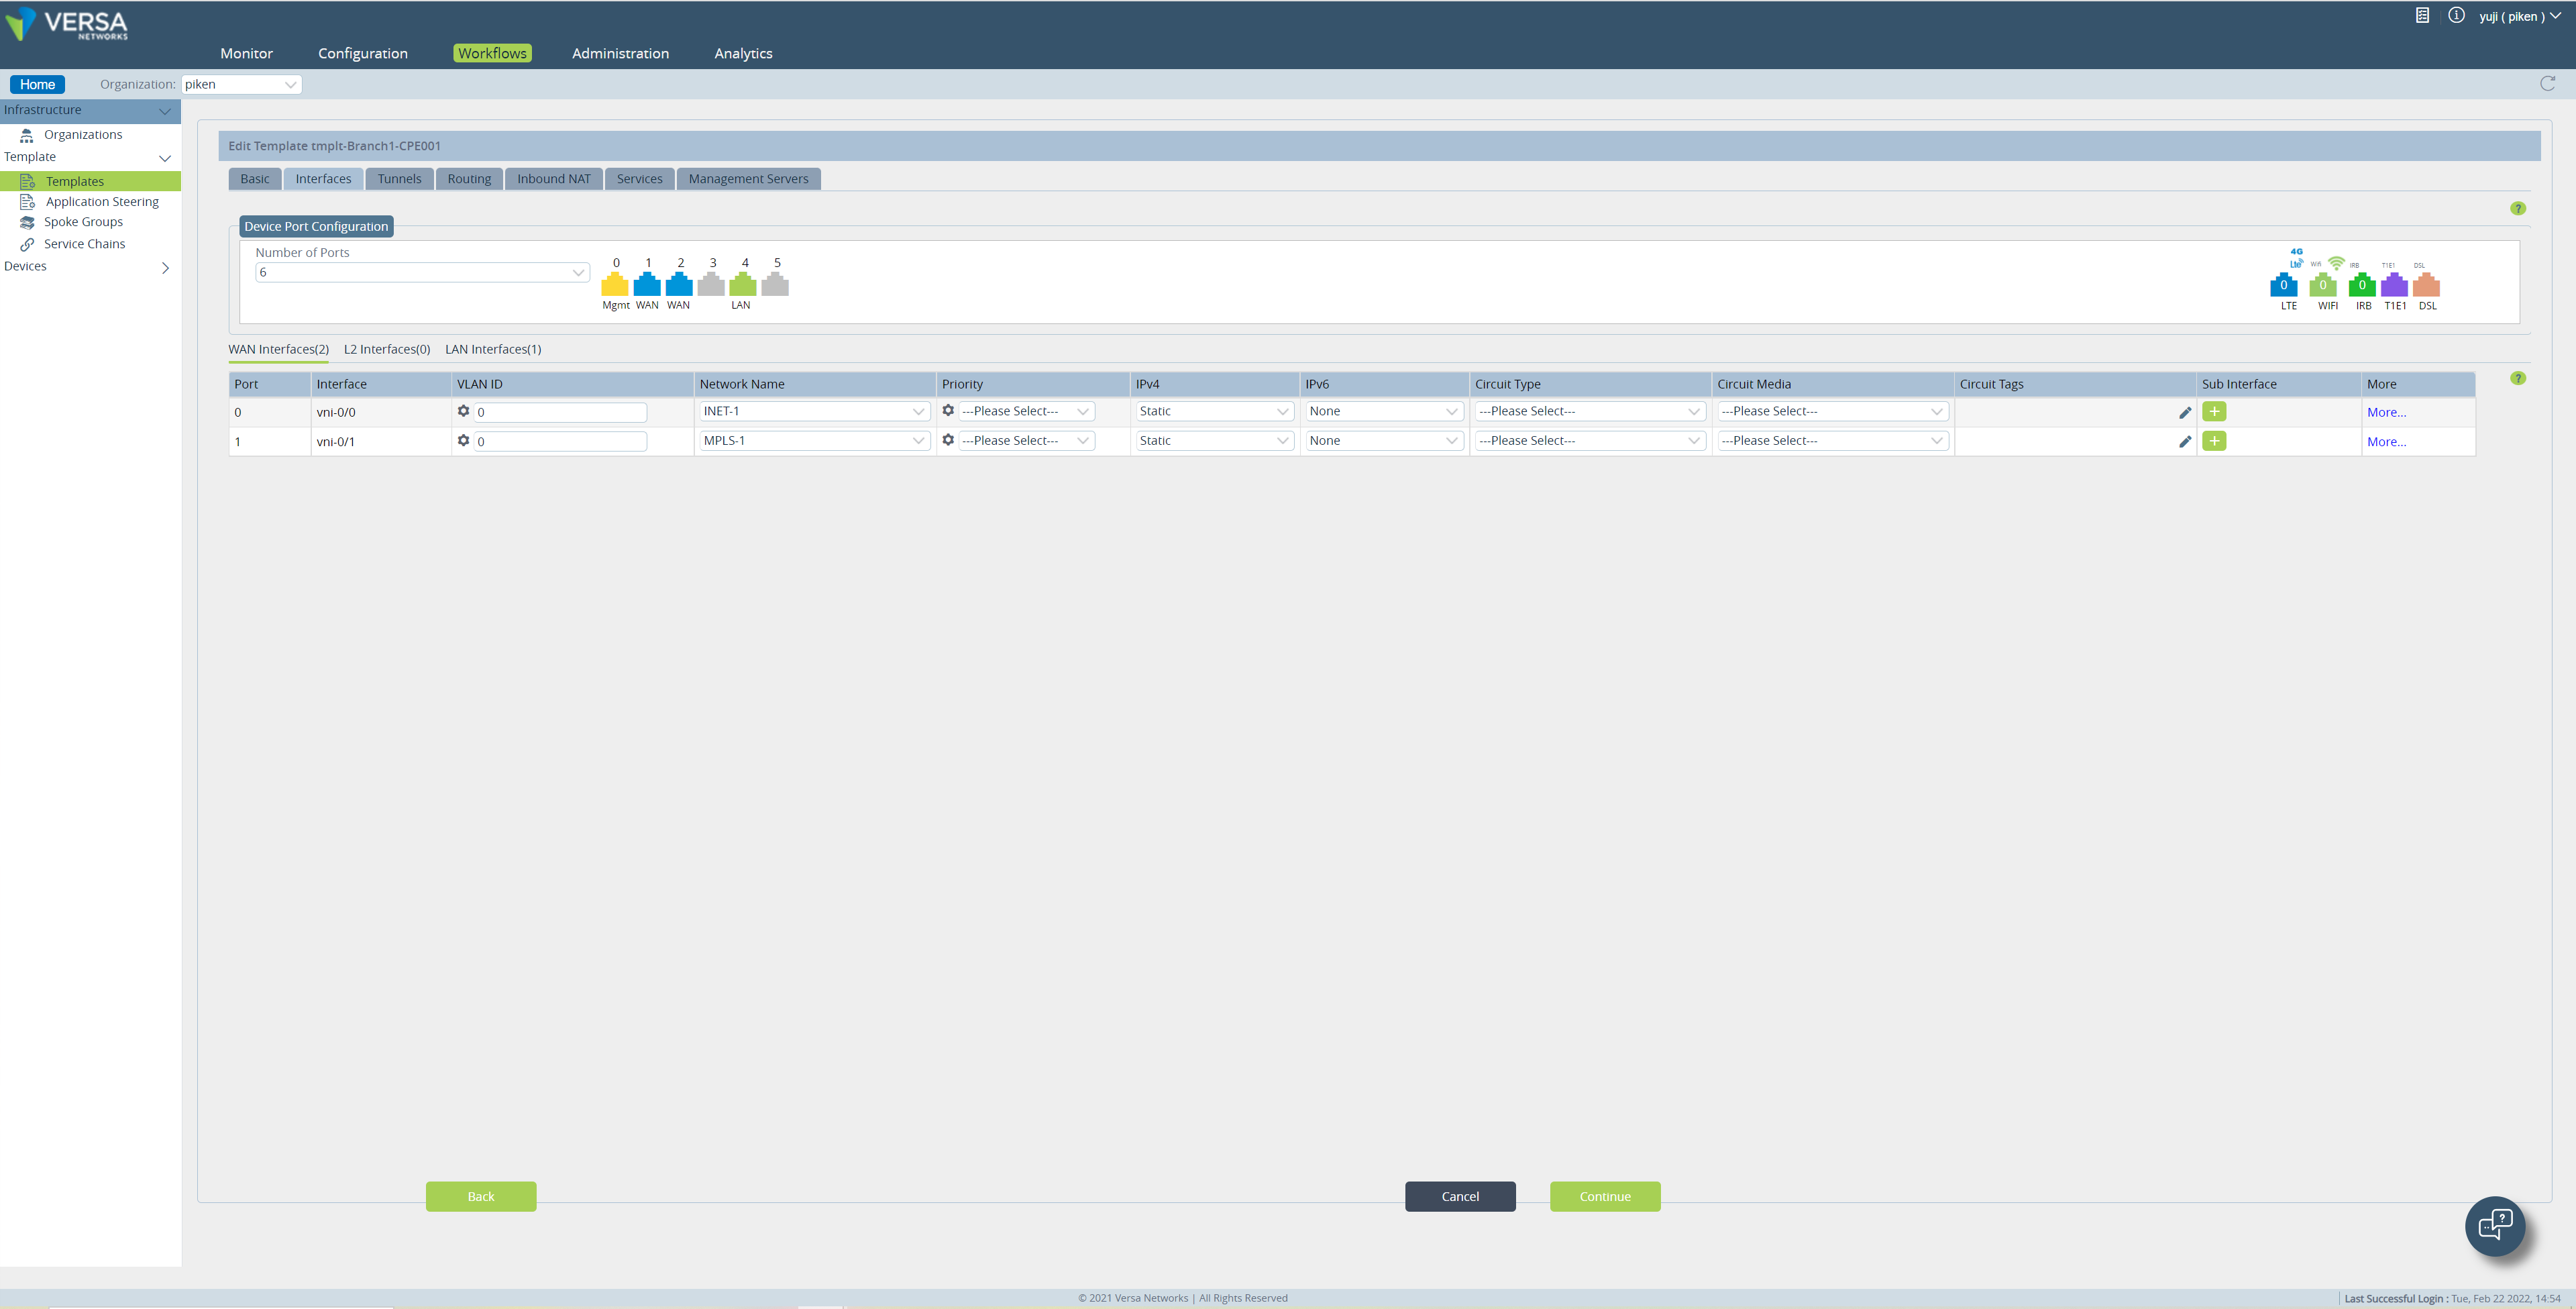 VERSA
NETWORKS
yuji ( piken )
Monitor Configuration Workflows Administration Analytics
Home Organization: piken
Infrastructure
Organizations
Template
Templates
Application Steering
Spoke Groups
Service Chains
Devices
Edit Template tmplt-Branch1-CPE001
Basic Interfaces Tunnels Routing Inbound NAT Services Management Servers
?
Device Port Configuration
Number of Ports
6
0 1 2 3 4 5
Mgmt WAN WAN LAN
4G
Lte Wifi IRB T1E1 DSL
0 0 0
LTE WIFI IRB T1E1 DSL
WAN Interfaces(2) L2 Interfaces(0) LAN Interfaces(1)
Port Interface VLAN ID Network Name Priority IPv4 IPv6 Circuit Type Circuit Media Circuit Tags Sub Interface More ?
0 vni-0/0 0 INET-1 ---Please Select--- Static None ---Please Select--- ---Please Select--- + More...
1 vni-0/1 0 MPLS-1 ---Please Select--- Static None ---Please Select--- ---Please Select--- + More...
Back Cancel Continue
© 2021 Versa Networks | All Rights Reserved
Last Successful Login : Tue, Feb 22 2022, 14:54